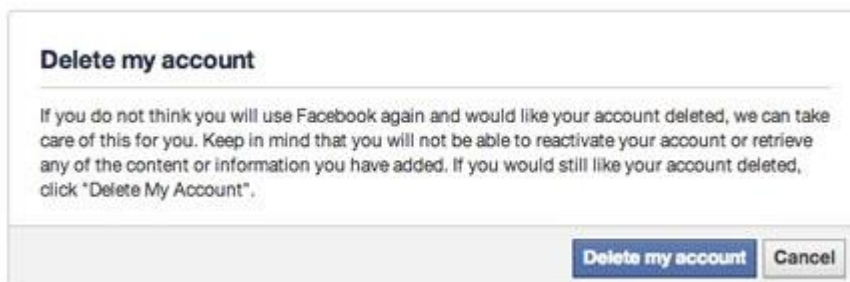 Delete my account
If you do not think you will use Facebook again and would like your account deleted, we can take
care of this for you. Keep in mind that you will not be able to reactivate your account or retrieve
any of the content or information you have added. If you would still like your account deleted,
click "Delete My Account".
Delete my account Cancel